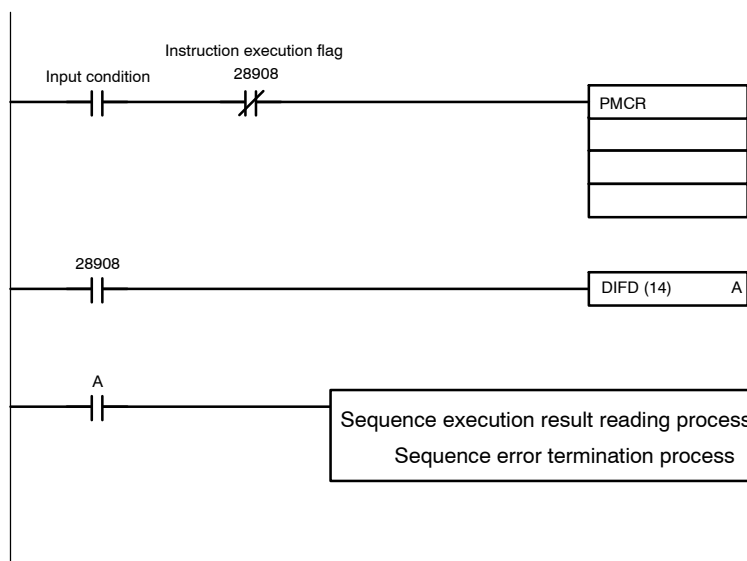 Instruction execution flag
Input condition
28908
PMCR
28908
DIFD (14) A
A
Sequence execution result reading process
Sequence error termination process